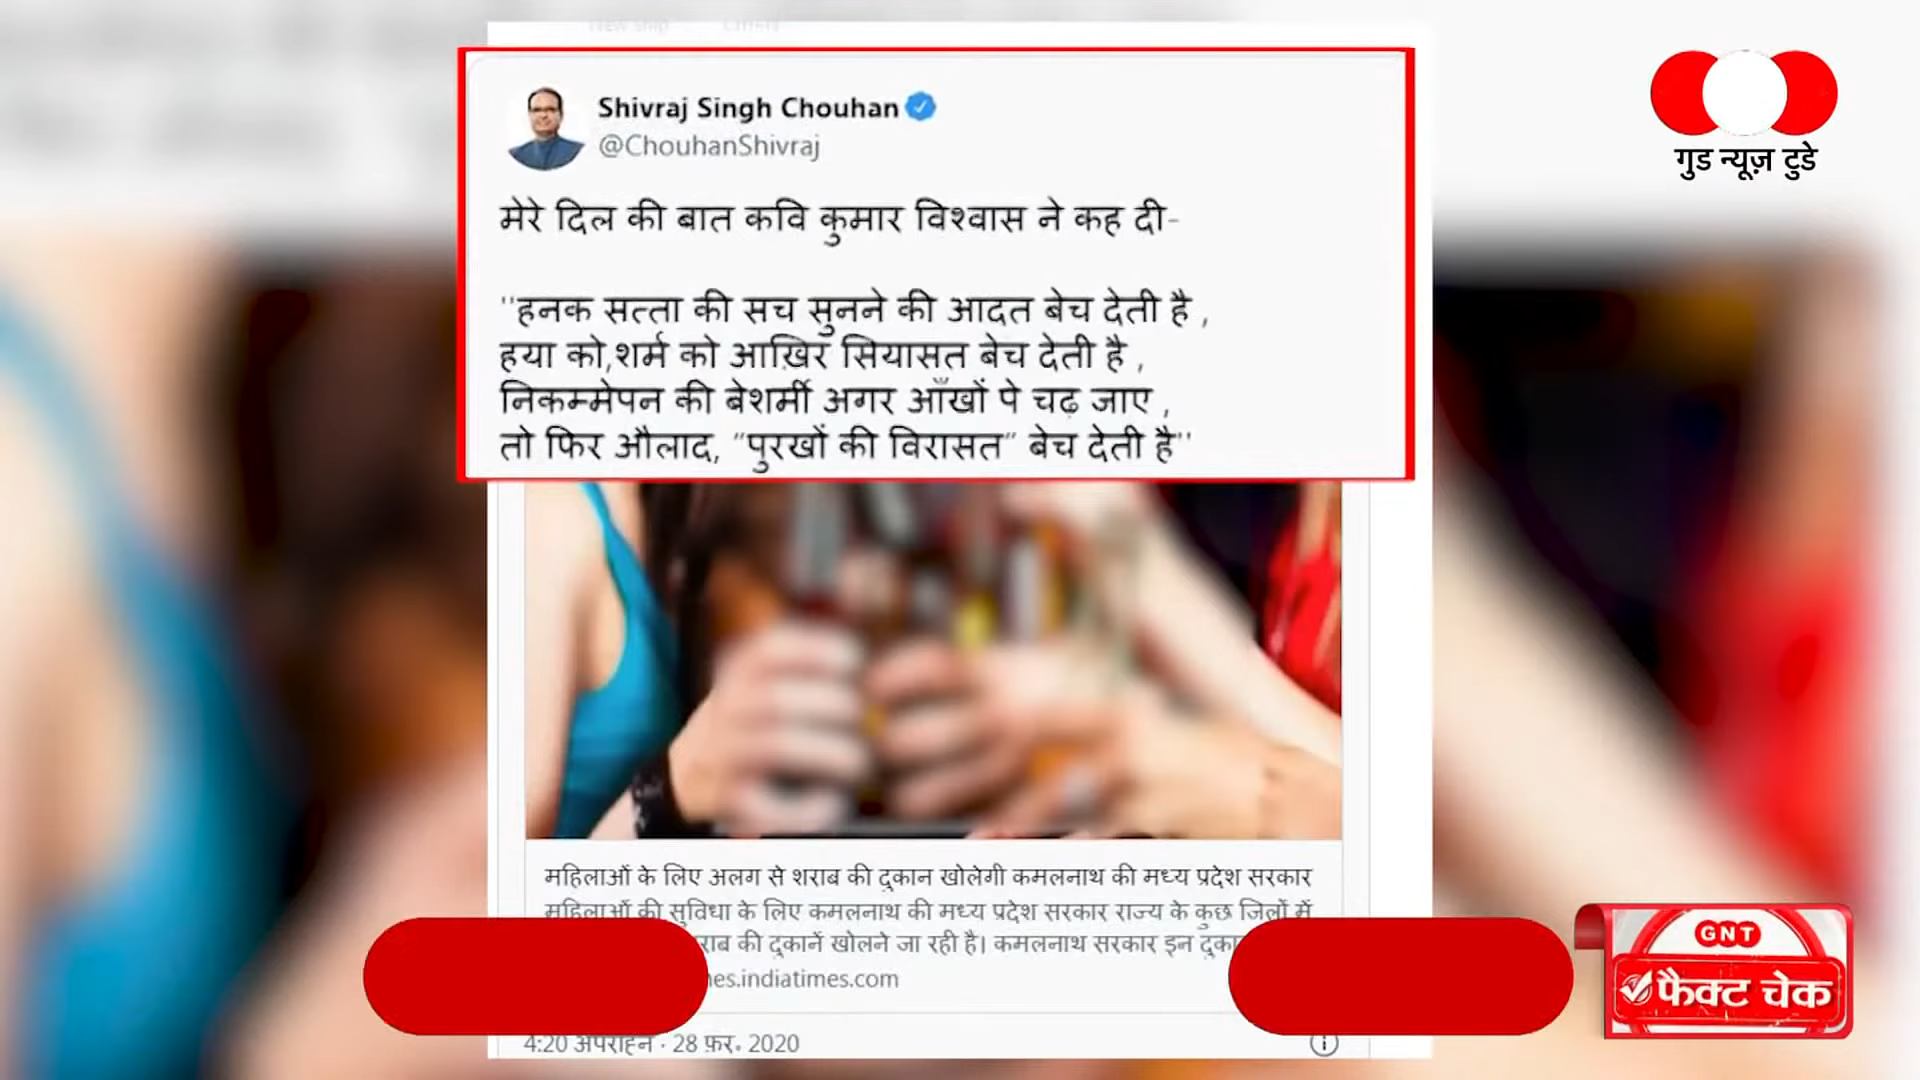 Shivraj Singh Chouhan
@ChouhanShivraj
गुड न्यूज़ टुडे
मेरे दिल की बात कवि कुमार विश्वास ने कह दी-
''हनक सत्ता की सच सुनने की आदत बेच देती है ,
हया को,शर्म को आख़िर सियासत बेच देती है ,
निकम्मेपन की बेशर्मी अगर आँखों पे चढ़ जाए ,
तो फिर औलाद, “पुरखों की विरासत” बेच देती है''
महिलाओं के लिए अलग से शराब की दुकान खोलेगी कमलनाथ की मध्य प्रदेश सरकार
महिलाओं की सुविधा के लिए कमलनाथ की मध्य प्रदेश सरकार राज्य के कुछ जिलों में
की दुकानें खोलने जा रही है। कमलनाथ सरकार इन
indiatimes.com
4:20 अपराह्न · 28 फ़र॰ 2020
GNT
फैक्ट चेक